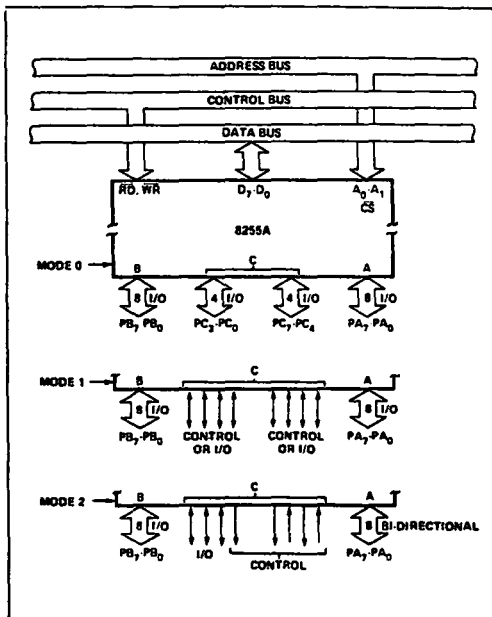 ADDRESS BUS
CONTROL BUS
DATA BUS
RD, WR D7-D0 A0-A1
CS
8255A
MODE 0 B C A
8 I/O 4 I/O 4 I/O 8 I/O
PB7-PB0 PC3-PC0 PC7-PC4 PA7-PA0
MODE 1 B C A
8 I/O CONTROL OR I/O CONTROL OR I/O 8 I/O
PB7-PB0 PA7-PA0
MODE 2 B C A
8 I/O 8 BI-DIRECTIONAL
PB7-PB0 I/O CONTROL PA7-PA0